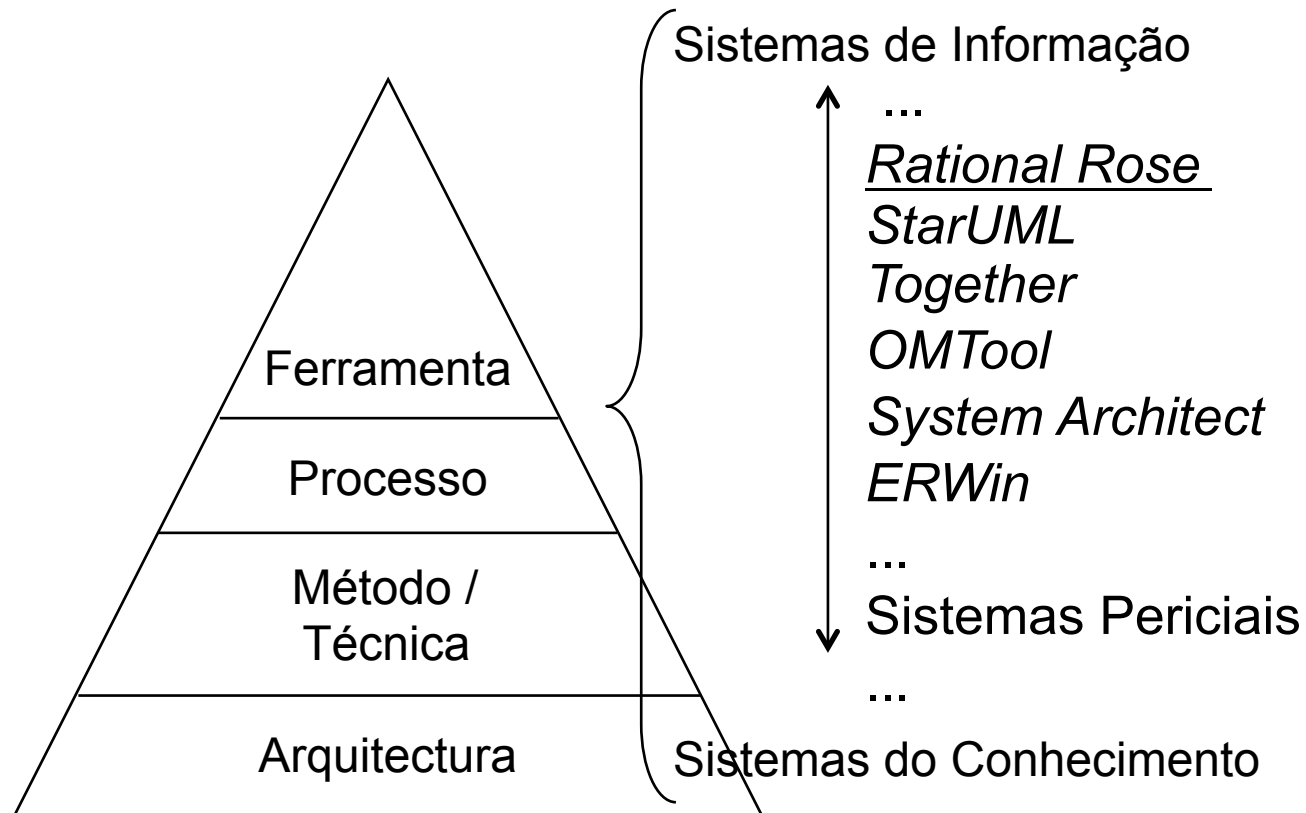 Ferramenta
Processo
Método /
Técnica
Arquitectura
Sistemas de Informação
...
Rational Rose
StarUML
Together
OMTool
System Architect
ERWin
...
Sistemas Periciais
...
Sistemas do Conhecimento